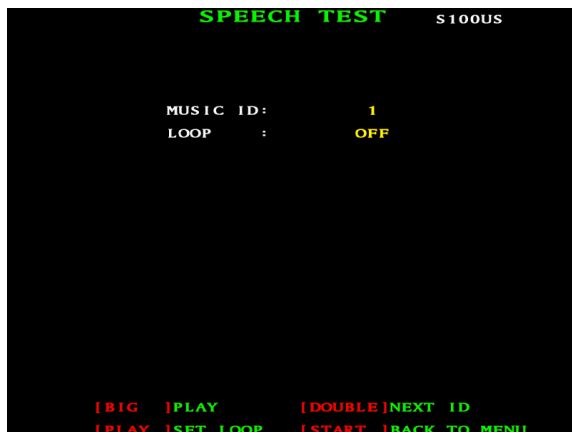 SPEECH TEST S100US
MUSIC ID: 1
LOOP : OFF
[BIG ]PLAY [DOUBLE]NEXT ID
[PLAY ]SET LOOP [START ]BACK TO MENU